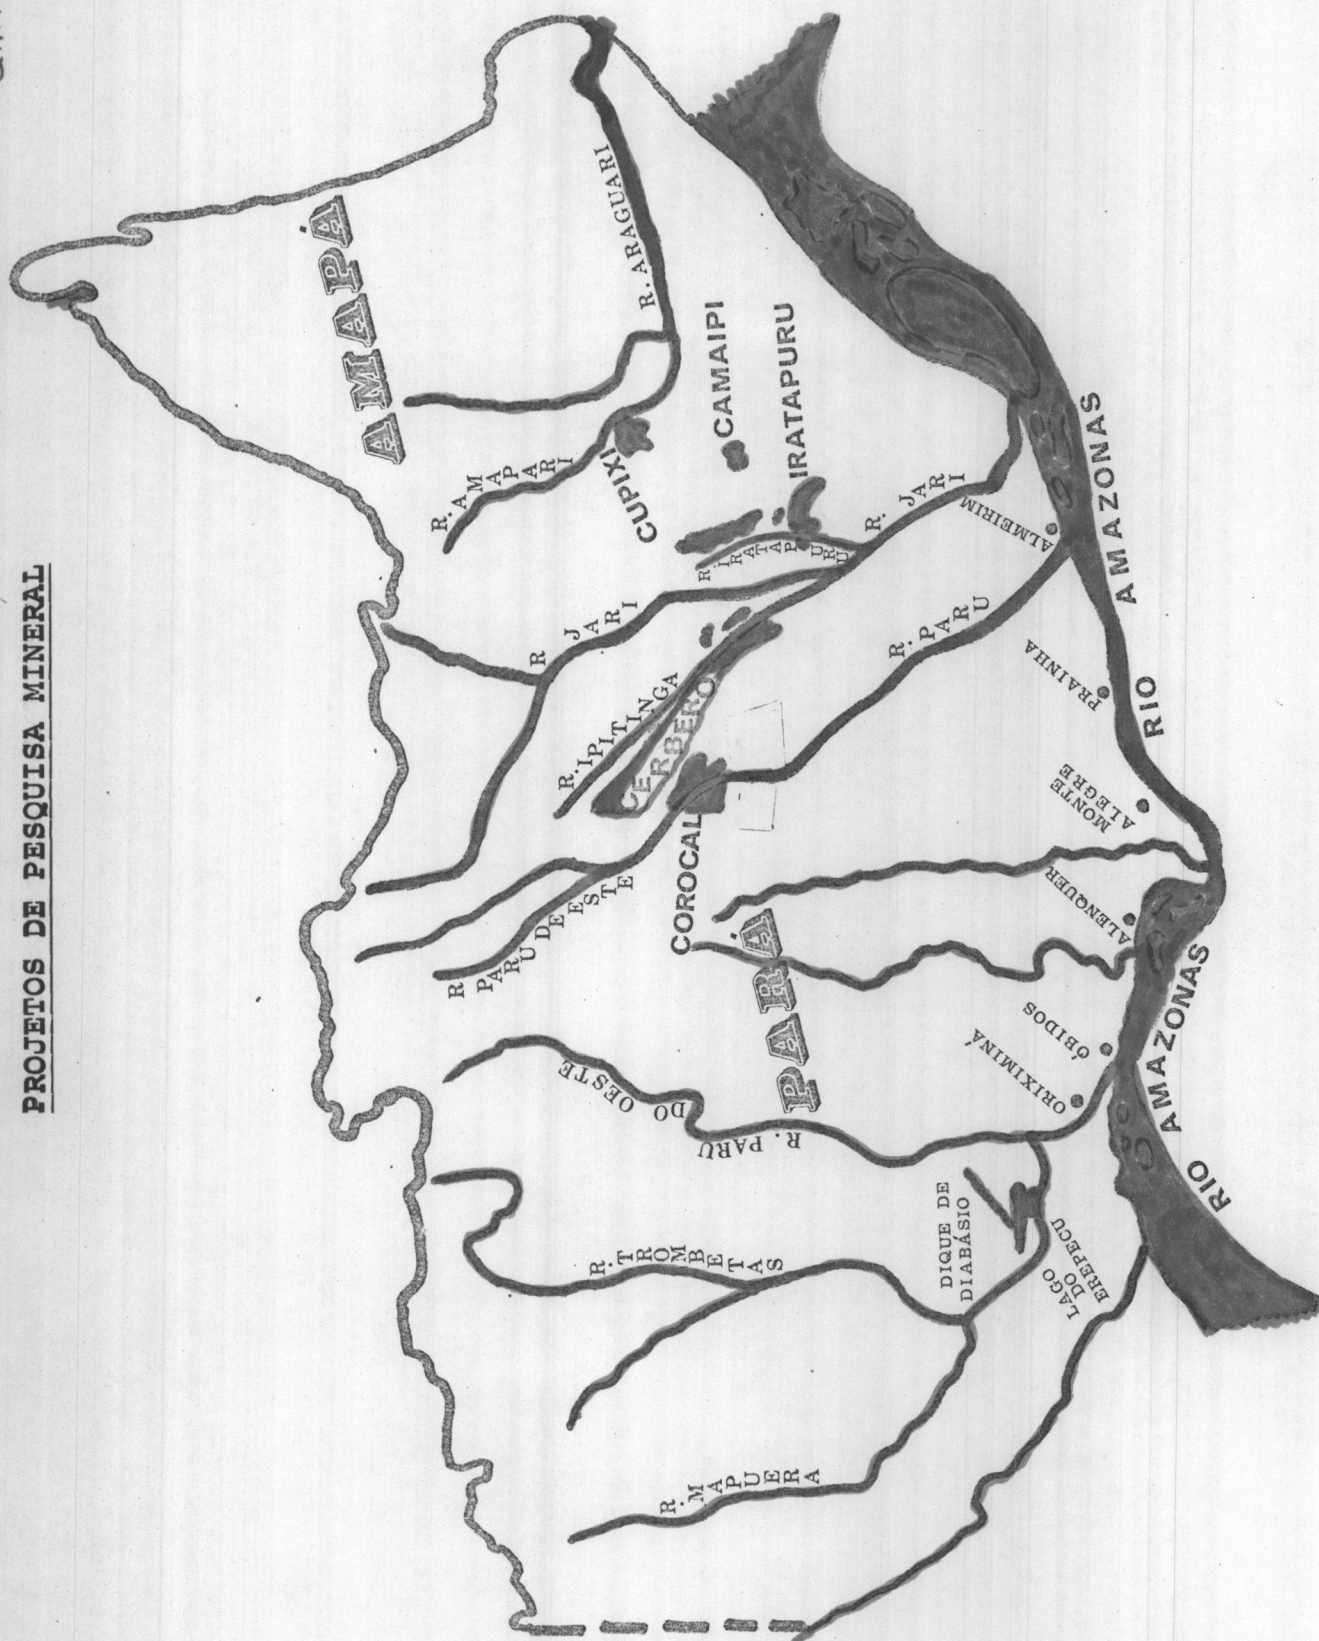 PROJETOS DE PESQUISA MINERAL
AMAPÁ
R. ARAGUARI
R. AMAPARI
CUPIXI
CAMAIPI
IRATAPURU
R. JARI
R IRATAPURU
R JARI
R. IPITINGA
CERBERO
R. PARU
ALMEIRIM
PRAINHA
RIO AMAZONAS
MONTE
ALEGRE
ALENQUER
COROCAL
R PARU DE ESTE
PARÁ
ÓBIDOS
ORIXIMINÁ
R. PARU DO OESTE
R. TROMBETAS
DIQUE DE
DIABÁSIO
LAGO
DO
EREPECU
RIO AMAZONAS
R. MAPUERA